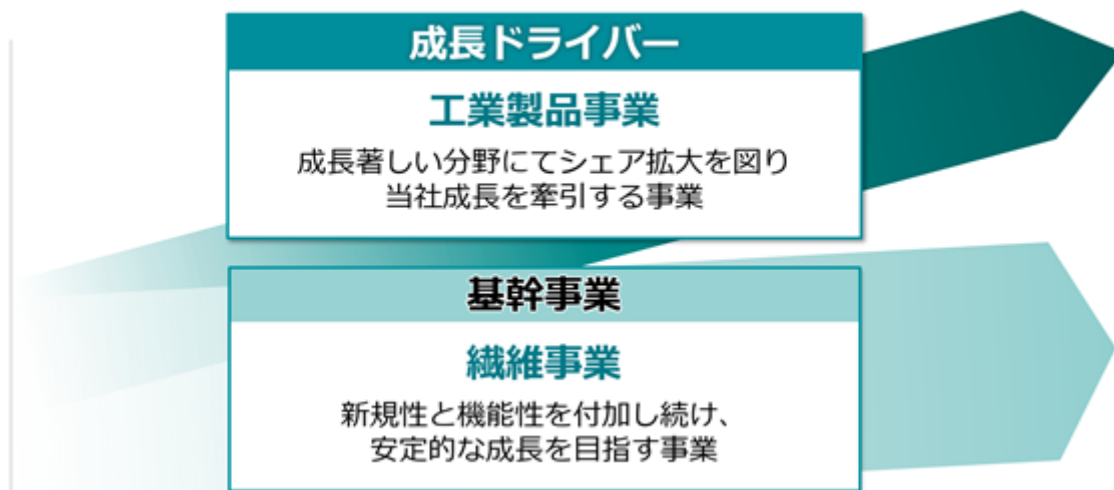 成長ドライバー
工業製品事業
成長著しい分野にてシェア拡大を図り
当社成長を牽引する事業
基幹事業
繊維事業
新規性と機能性を付加し続け、
安定的な成長を目指す事業